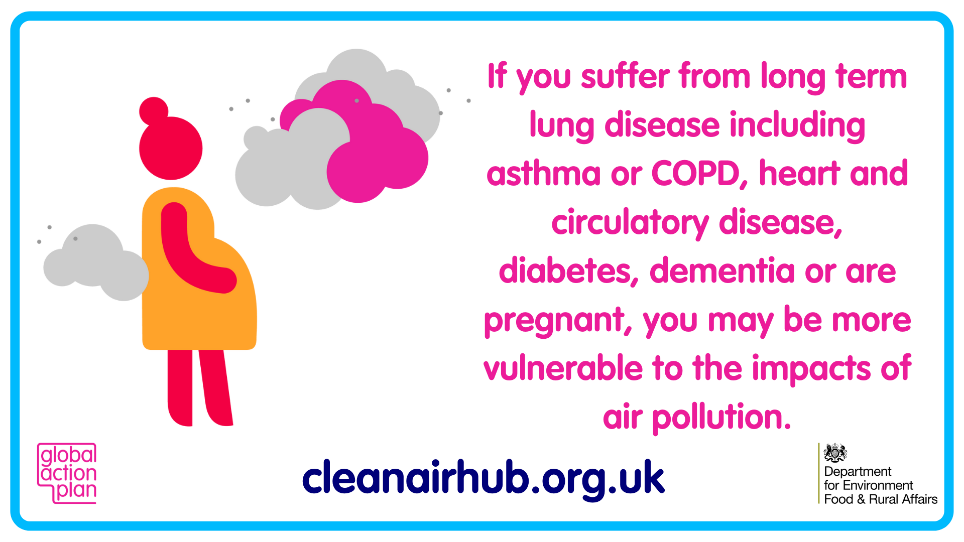 If you suffer from long term
lung disease including
asthma or COPD, heart and
circulatory disease,
diabetes, dementia or are
pregnant, you may be more
vulnerable to the impacts of
air pollution.
global
action
plan
cleanairhub.org.uk
Department
for Environment
Food & Rural Affairs